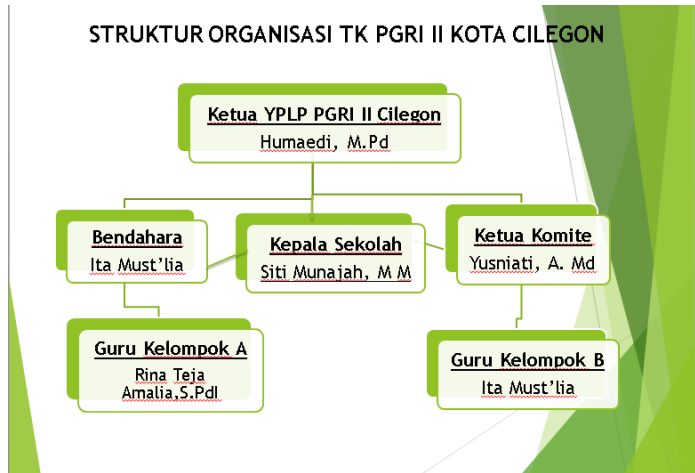 STRUKTUR ORGANISASI TK PGRI II KOTA CILEGON
Ketua YPLP PGRI II Cilegon
Humaedi, M.Pd
Bendahara
Ita Must'lia
Kepala Sekolah
Siti Munajah, M M
Ketua Komite
Yusniati, A. Md
Guru Kelompok A
Rina Teja
Amalia,S.PdI
Guru Kelompok B
Ita Must'lia